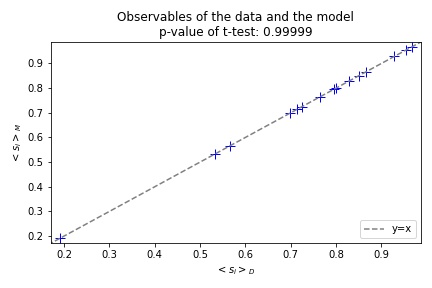 Observables of the data and the model
p-value of t-test: 0.99999
0.9
0.8
0.7
0.6
0.5
0.4
0.3
0.2
< s_i >_M
y=x
0.2 0.3 0.4 0.5 0.6 0.7 0.8 0.9
< s_i >_D